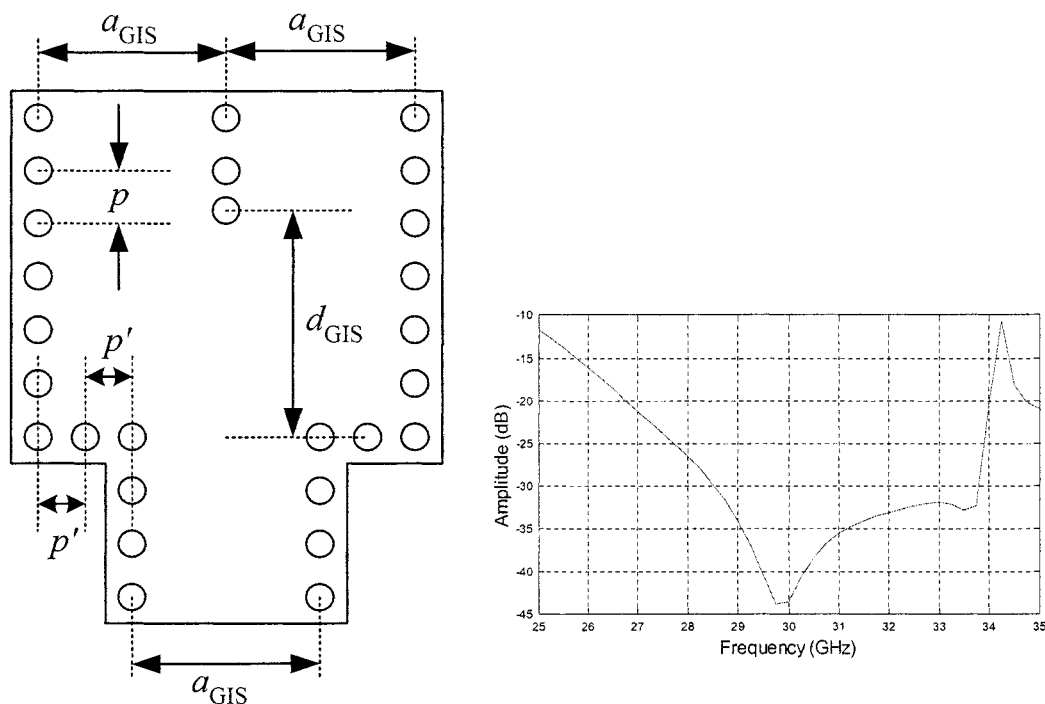 a_GIS a_GIS
p
d_GIS
p'
p'
a_GIS
Amplitude (dB)
-10
-15
-20
-25
-30
-35
-40
-45
25 26 27 28 29 30 31 32 33 34 35
Frequency (GHz)